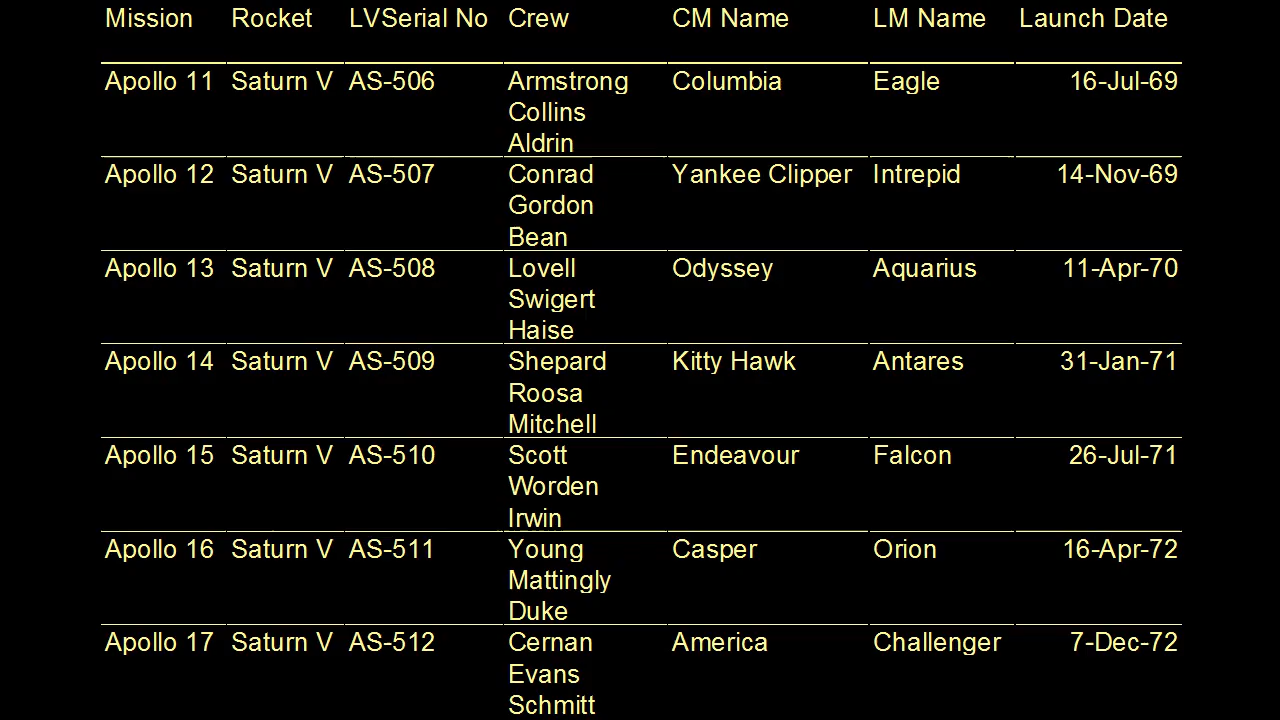 Mission Rocket LVSerial No Crew CM Name LM Name Launch Date
Apollo 11 Saturn V AS-506 Armstrong Columbia Eagle 16-Jul-69
Collins
Aldrin
Apollo 12 Saturn V AS-507 Conrad Yankee Clipper Intrepid 14-Nov-69
Gordon
Bean
Apollo 13 Saturn V AS-508 Lovell Odyssey Aquarius 11-Apr-70
Swigert
Haise
Apollo 14 Saturn V AS-509 Shepard Kitty Hawk Antares 31-Jan-71
Roosa
Mitchell
Apollo 15 Saturn V AS-510 Scott Endeavour Falcon 26-Jul-71
Worden
Irwin
Apollo 16 Saturn V AS-511 Young Casper Orion 16-Apr-72
Mattingly
Duke
Apollo 17 Saturn V AS-512 Cernan America Challenger 7-Dec-72
Evans
Schmitt